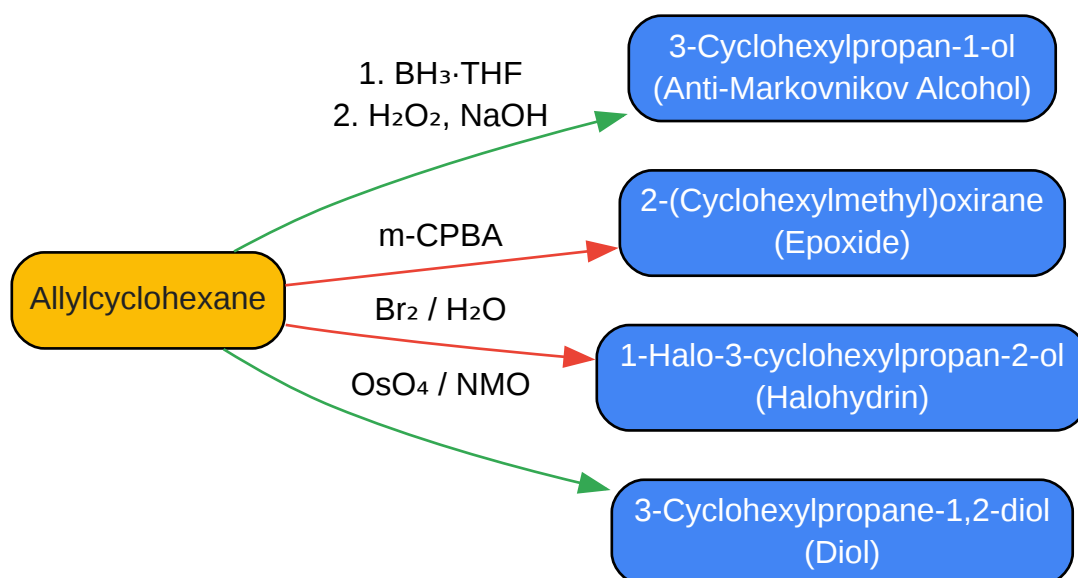 1. BH₃·THF
2. H₂O₂, NaOH
3-Cyclohexylpropan-1-ol
(Anti-Markovnikov Alcohol)
m-CPBA
2-(Cyclohexylmethyl)oxirane
(Epoxide)
Allylcyclohexane
Br₂ / H₂O
1-Halo-3-cyclohexylpropan-2-ol
(Halohydrin)
OsO₄ / NMO
3-Cyclohexylpropane-1,2-diol
(Diol)